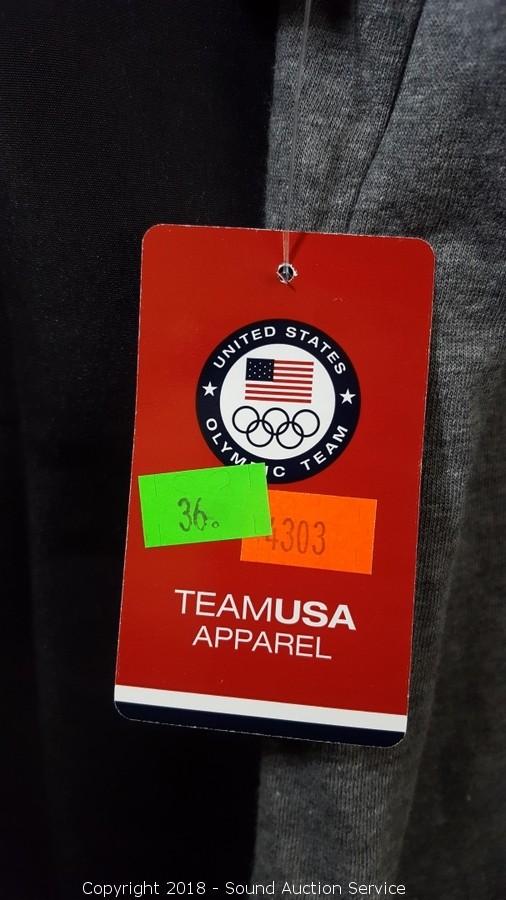 UNITED STATES
OLYMPIC TEAM
36.
4303
TEAMUSA
APPAREL
Copyright 2018 - Sound Auction Service